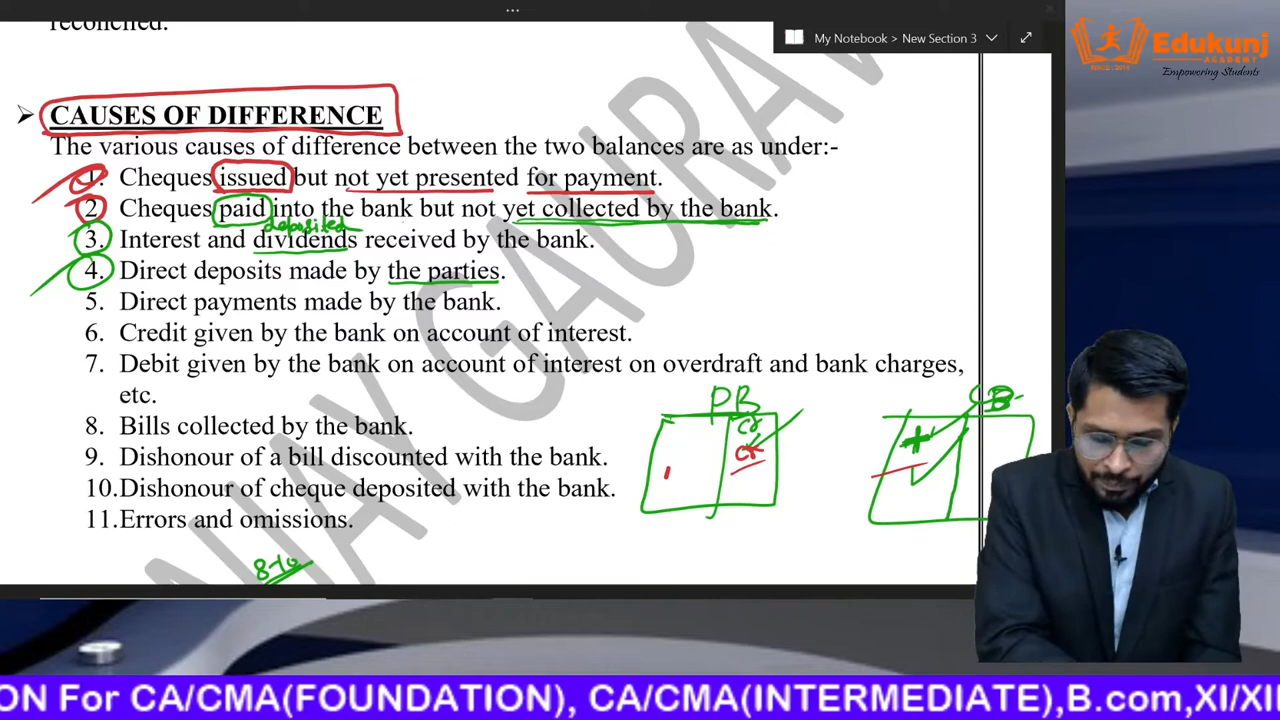 reconciled.
My Notebook > New Section 3
Edukunj
ACADEMY
Empowering Students
➢ CAUSES OF DIFFERENCE
The various causes of difference between the two balances are as under:-
1. Cheques issued but not yet presented for payment.
2. Cheques paid into the bank but not yet collected by the bank.
deposited
3. Interest and dividends received by the bank.
4. Direct deposits made by the parties.
5. Direct payments made by the bank.
6. Credit given by the bank on account of interest.
7. Debit given by the bank on account of interest on overdraft and bank charges,
etc.
8. Bills collected by the bank.
9. Dishonour of a bill discounted with the bank.
10. Dishonour of cheque deposited with the bank.
11. Errors and omissions.
PB
CB
Cr
+
NJAY GAURAV
ON For CA/CMA(FOUNDATION), CA/CMA(INTERMEDIATE),B.com,XI/XI